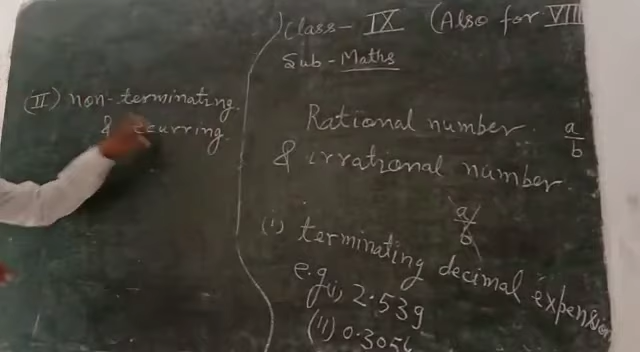 (II) non-terminating
& recurring.
Class - IX (Also for VIII
Sub - Maths
Rational number. a/b
& irrational number.
a/b
(i) terminating decimal expension
e.g (i) 2.539
(ii) 0.3056